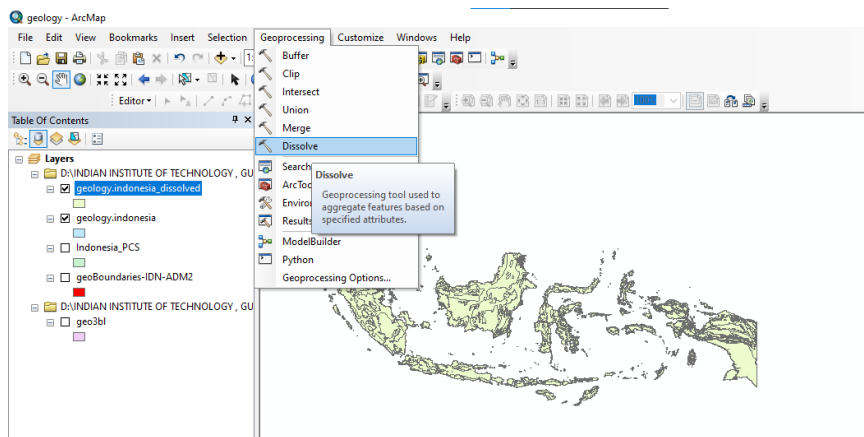 geology - ArcMap
File Edit View Bookmarks Insert Selection Geoprocessing Customize Windows Help
Buffer
Clip
Intersect
Union
Merge
Dissolve
Search
ArcToo
Environ
Results
ModelBuilder
Python
Geoprocessing Options...
Dissolve
Geoprocessing tool used to
aggregate features based on
specified attributes.
Editor
Table Of Contents
Layers
D:\INDIAN INSTITUTE OF TECHNOLOGY , GU
geology.indonesia_dissolved
geology.indonesia
Indonesia_PCS
geoBoundaries-IDN-ADM2
D:\INDIAN INSTITUTE OF TECHNOLOGY , GU
geo3bl